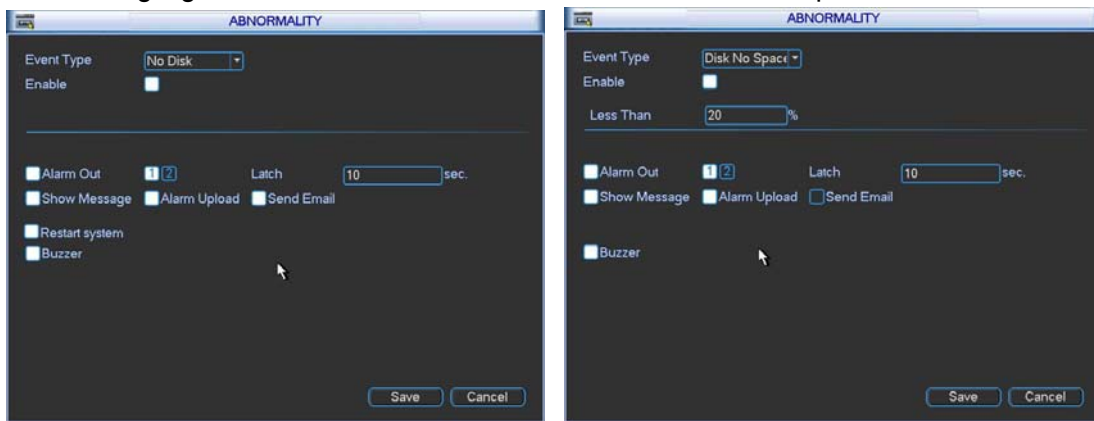 ABNORMALITY
Event Type No Disk
Enable
Alarm Out 1 2 Latch 10 sec.
Show Message Alarm Upload Send Email
Restart system
Buzzer
Save Cancel
ABNORMALITY
Event Type Disk No Space
Enable
Less Than 20 %
Alarm Out 1 2 Latch 10 sec.
Show Message Alarm Upload Send Email
Buzzer
Save Cancel